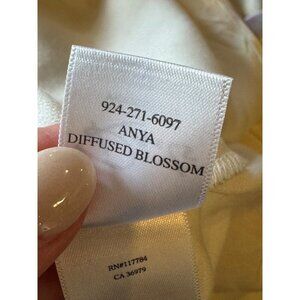 924-271-6097
ANYA
DIFFUSED BLOSSOM
RN#117784
CA 36979